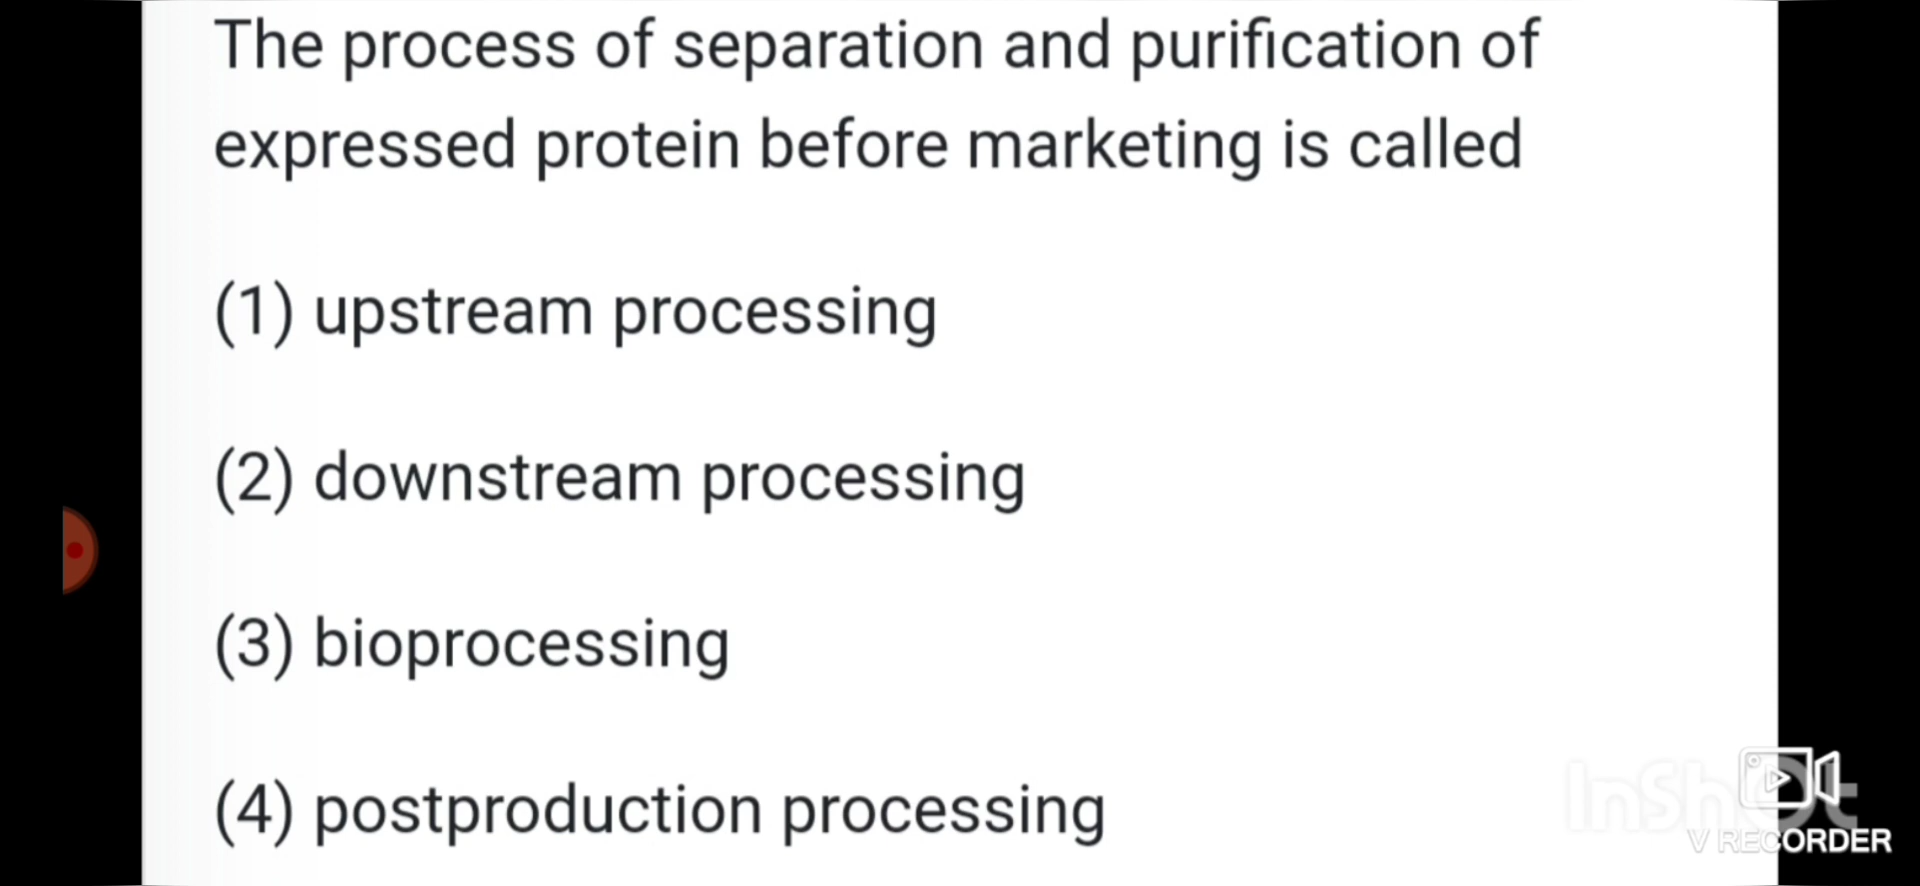 The process of separation and purification of
expressed protein before marketing is called
(1) upstream processing
(2) downstream processing
(3) bioprocessing
(4) postproduction processing
InShOt
V RECORDER